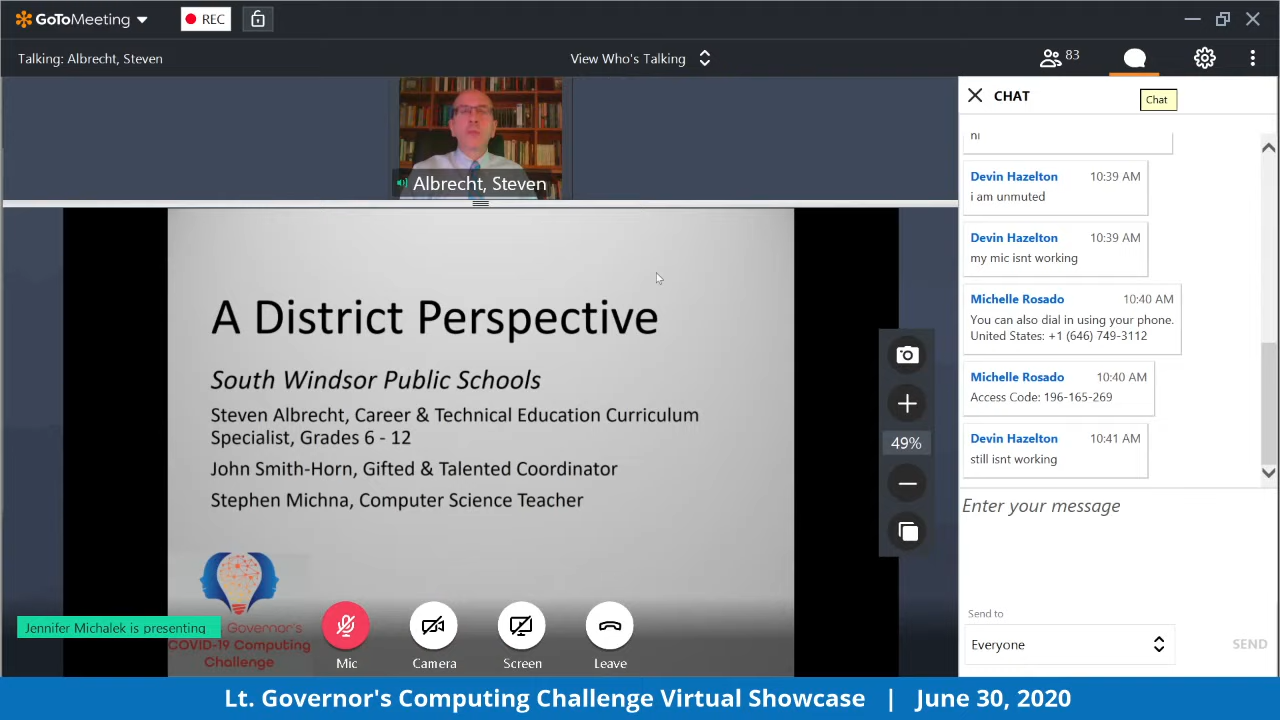 GoToMeeting
REC
Talking: Albrecht, Steven
View Who's Talking
83
CHAT
Chat
Albrecht, Steven
A District Perspective
South Windsor Public Schools
Steven Albrecht, Career & Technical Education Curriculum
Specialist, Grades 6 - 12
John Smith-Horn, Gifted & Talented Coordinator
Stephen Michna, Computer Science Teacher
Jennifer Michalek is presenting
Governor's
COVID-19 Computing
Challenge
49%
Mic
Camera
Screen
Leave
Devin Hazelton 10:39 AM
i am unmuted
Devin Hazelton 10:39 AM
my mic isnt working
Michelle Rosado 10:40 AM
You can also dial in using your phone.
United States: +1 (646) 749-3112
Michelle Rosado 10:40 AM
Access Code: 196-165-269
Devin Hazelton 10:41 AM
still isnt working
Enter your message
Send to
Everyone
SEND
Lt. Governor's Computing Challenge Virtual Showcase | June 30, 2020